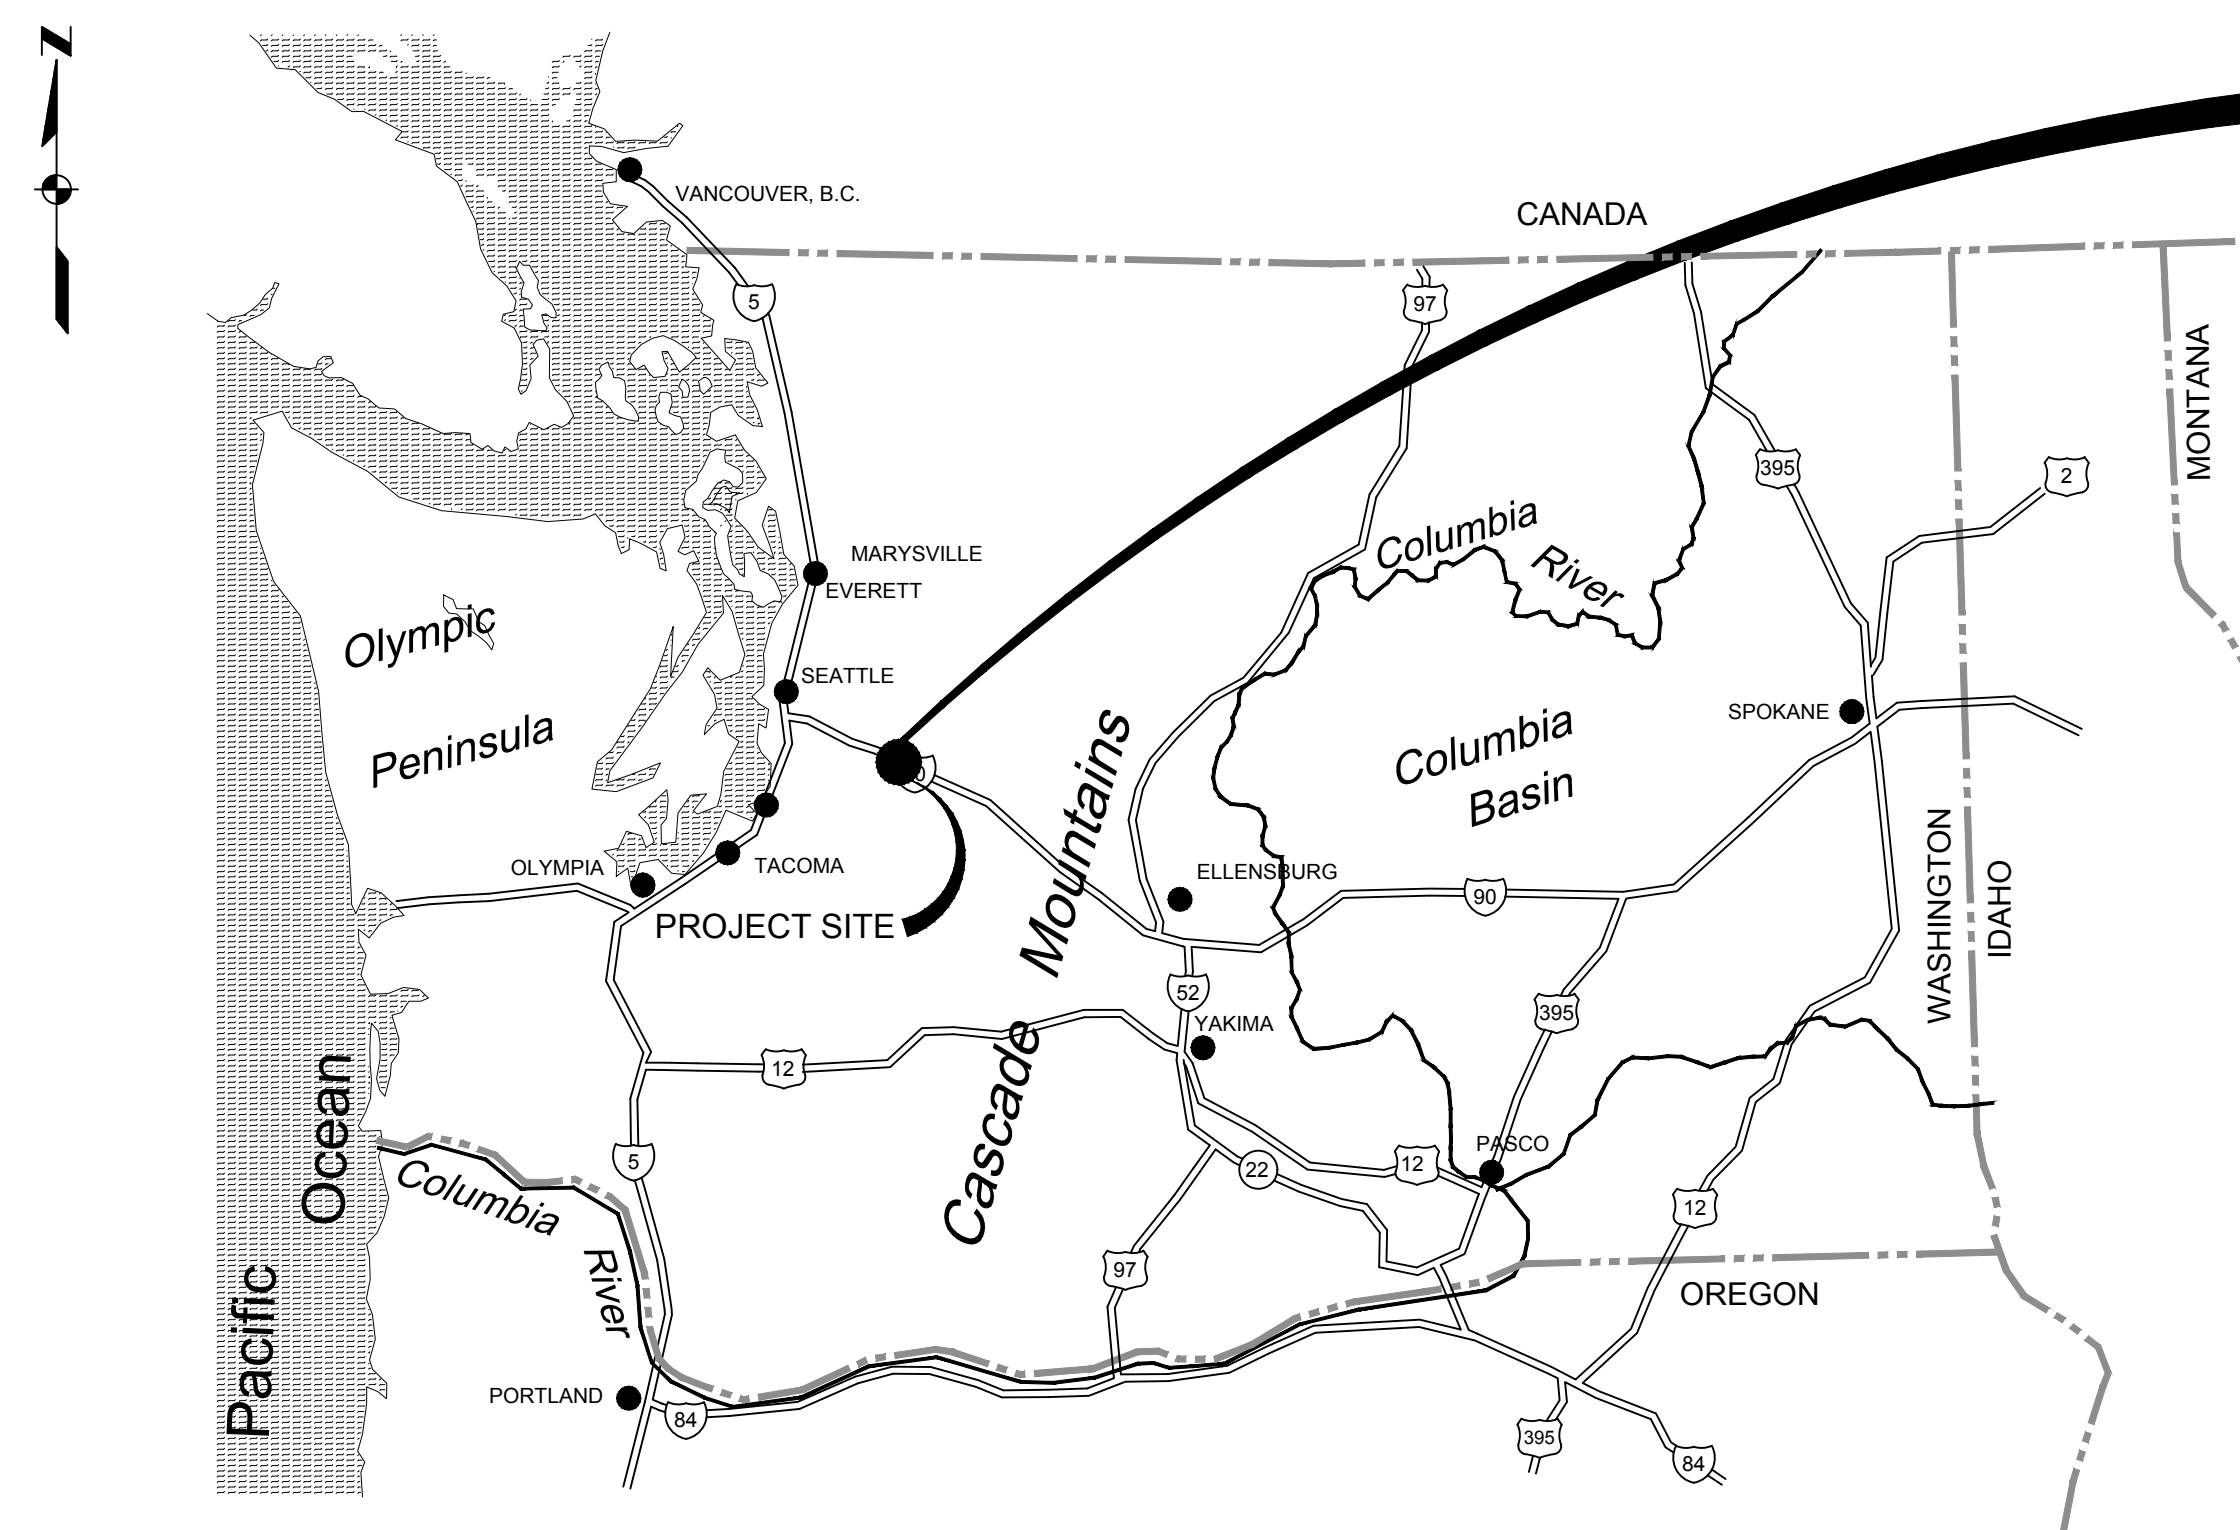 N
VANCOUVER, B.C.
CANADA
5
97
MONTANA
395
2
Columbia
River
MARYSVILLE
EVERETT
Olympic
Peninsula
SEATTLE
SPOKANE
Columbia
Basin
0
Cascade Mountains
OLYMPIA
TACOMA
ELLENSBURG
90
PROJECT SITE
WASHINGTON
IDAHO
52
395
YAKIMA
12
Pacific Ocean
5
PASCO
12
22
Columbia
River
12
97
OREGON
PORTLAND
84
395
84